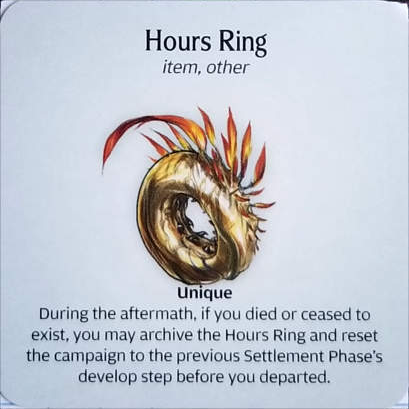 Hours Ring
item, other
Unique
During the aftermath, if you died or ceased to
exist, you may archive the Hours Ring and reset
the campaign to the previous Settlement Phase's
develop step before you departed.